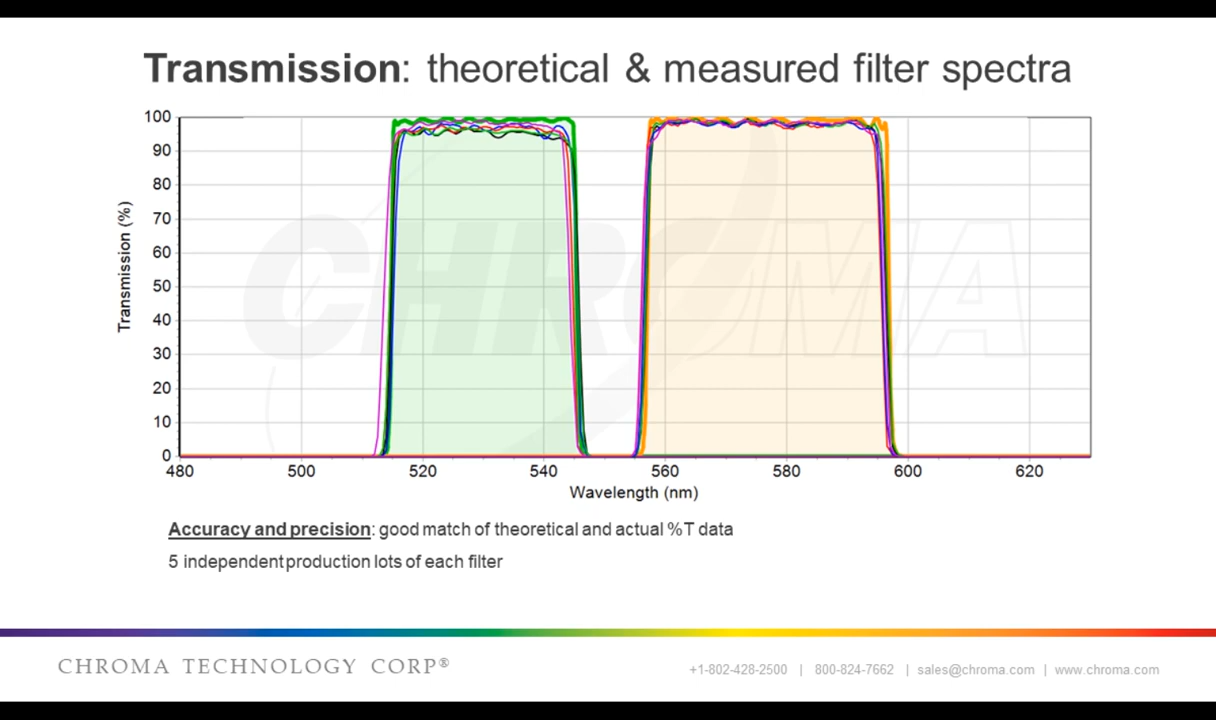 Transmission: theoretical & measured filter spectra
100
90
80
70
60
50
40
30
20
10
0
Transmission (%)
CHROMA
480 500 520 540 560 580 600 620
Wavelength (nm)
Accuracy and precision: good match of theoretical and actual %T data
5 independent production lots of each filter
CHROMA TECHNOLOGY CORP®
+1-802-428-2500 | 800-824-7662 | sales@chroma.com | www.chroma.com